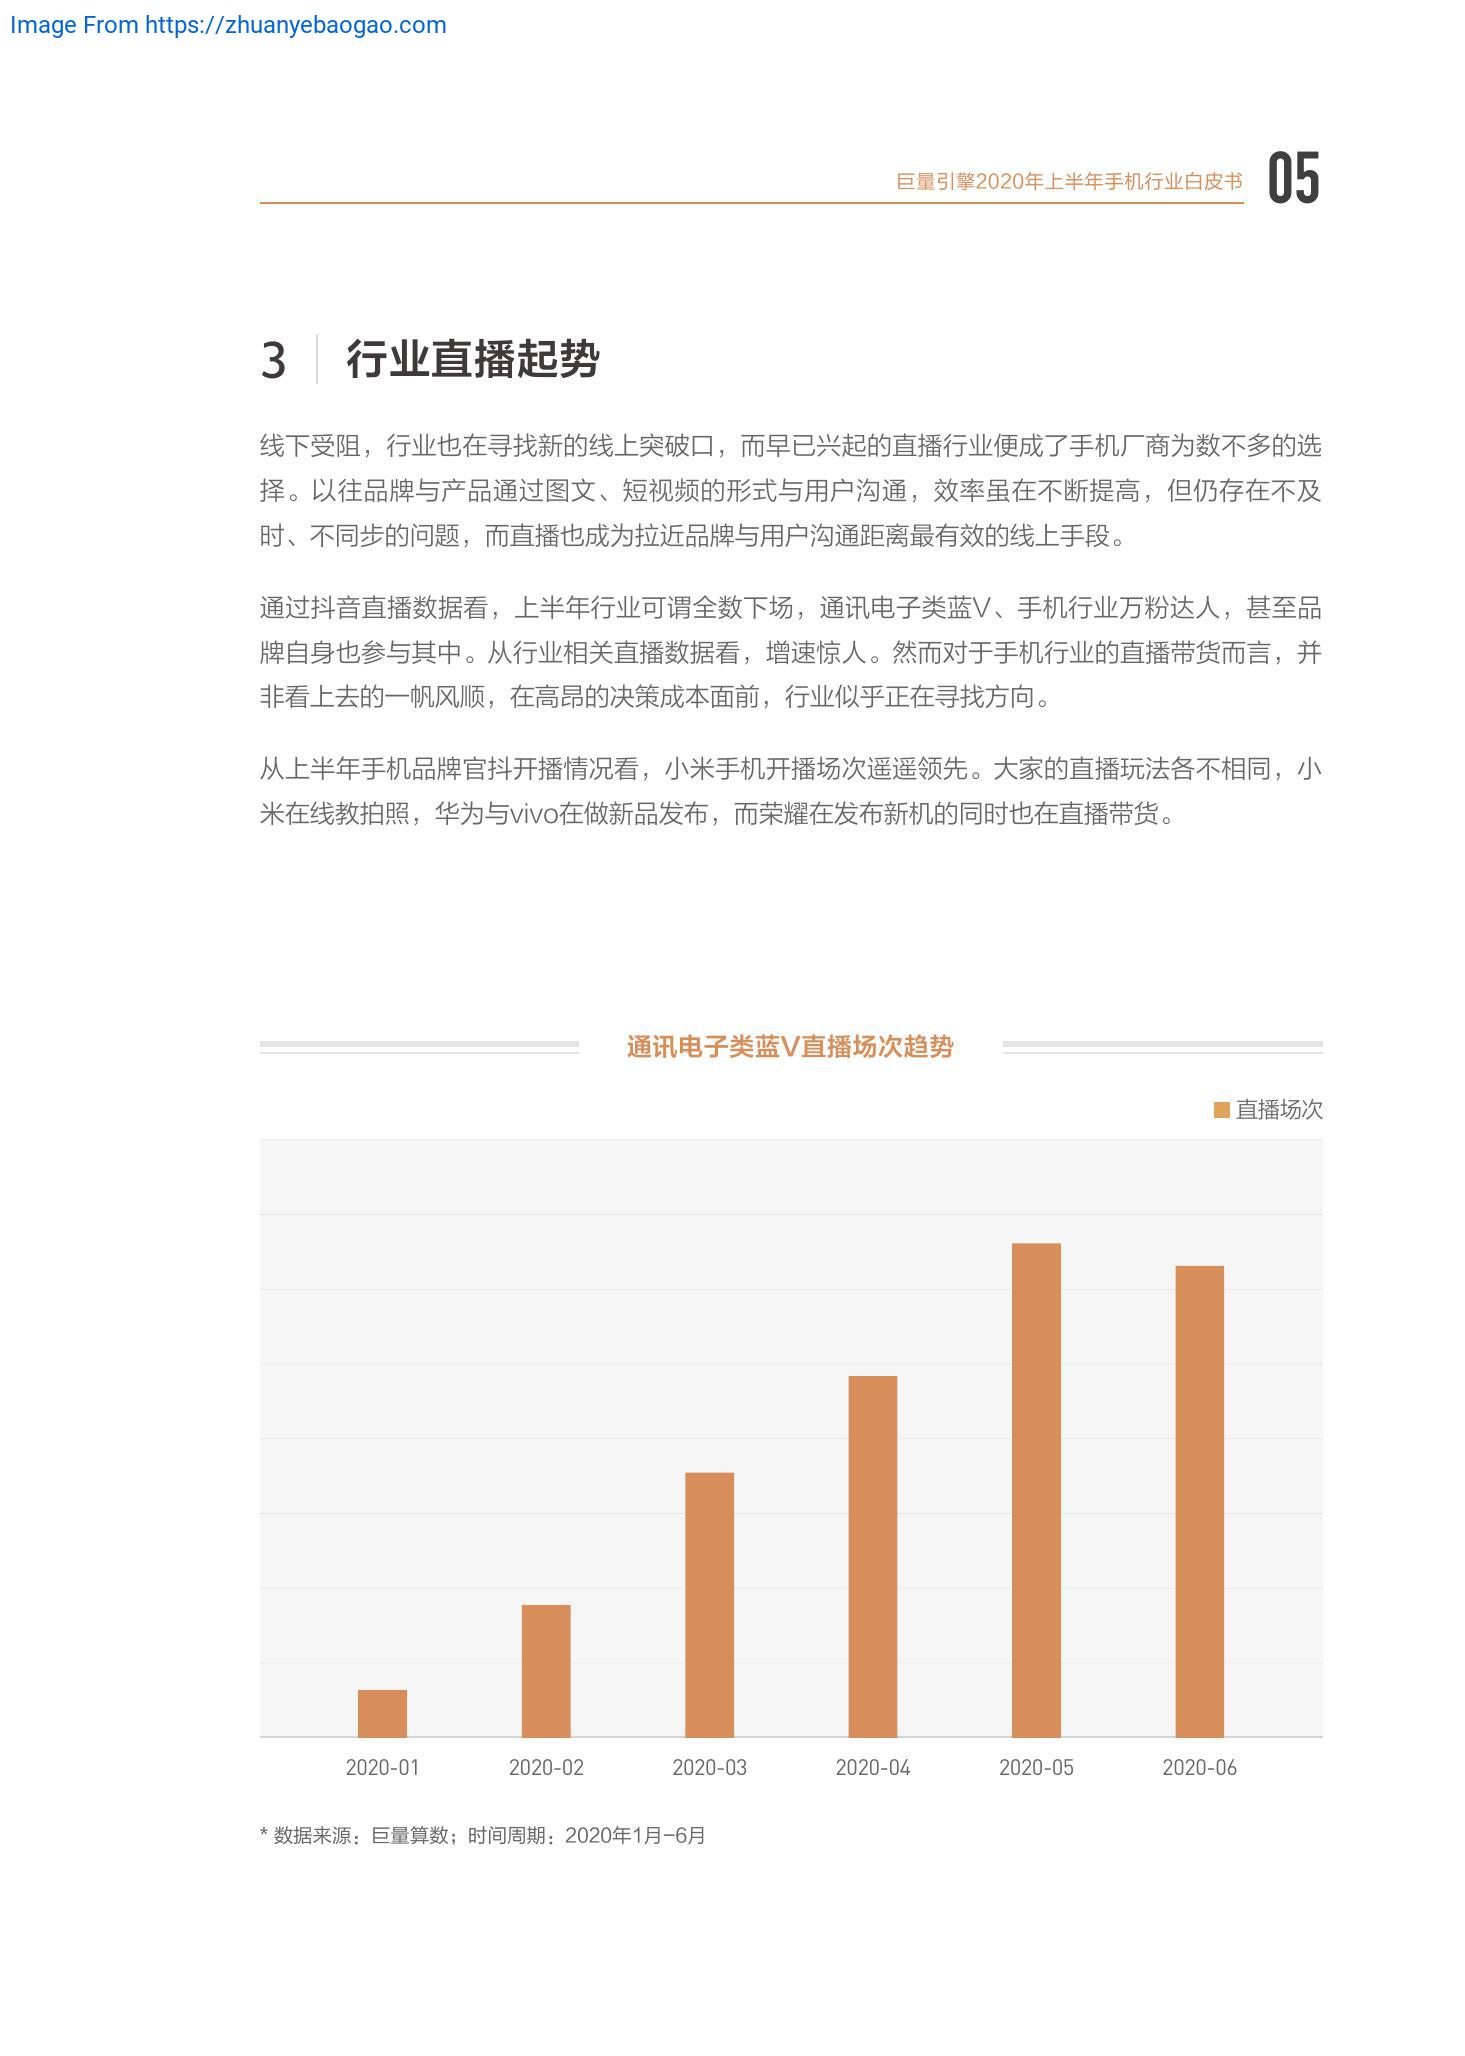 Image From https://zhuanyebaogao.com
巨量引擎2020年上半年手机行业白皮书 05
3 行业直播起势
线下受阻，行业也在寻找新的线上突破口，而早已兴起的直播行业便成了手机厂商为数不多的选
择。以往品牌与产品通过图文、短视频的形式与用户沟通，效率虽在不断提高，但仍存在不及
时、不同步的问题，而直播也成为拉近品牌与用户沟通距离最有效的线上手段。
通过抖音直播数据看，上半年行业可谓全数下场，通讯电子类蓝V、手机行业万粉达人，甚至品
牌自身也参与其中。从行业相关直播数据看，增速惊人。然而对于手机行业的直播带货而言，并
非看上去的一帆风顺，在高昂的决策成本面前，行业似乎正在寻找方向。
从上半年手机品牌官抖开播情况看，小米手机开播场次遥遥领先。大家的直播玩法各不相同，小
米在线教拍照，华为与vivo在做新品发布，而荣耀在发布新机的同时也在直播带货。
通讯电子类蓝V直播场次趋势
直播场次
2020-01 2020-02 2020-03 2020-04 2020-05 2020-06
* 数据来源：巨量算数；时间周期：2020年1月-6月